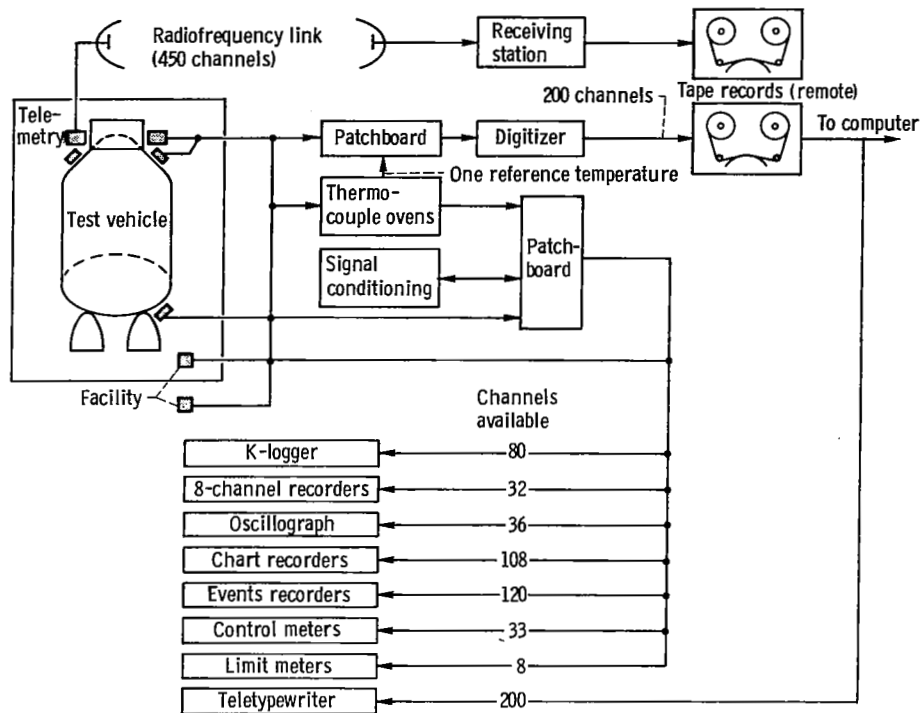 Radiofrequency link
(450 channels)
Receiving
station
Tape records (remote)
Tele-
metry
200 channels
To computer
Patchboard
Digitizer
One reference temperature
Test vehicle
Thermo-
couple ovens
Patch-
board
Signal
conditioning
Facility
Channels
available
K-logger 80
8-channel recorders 32
Oscillograph 36
Chart recorders 108
Events recorders 120
Control meters 33
Limit meters 8
Teletypewriter 200